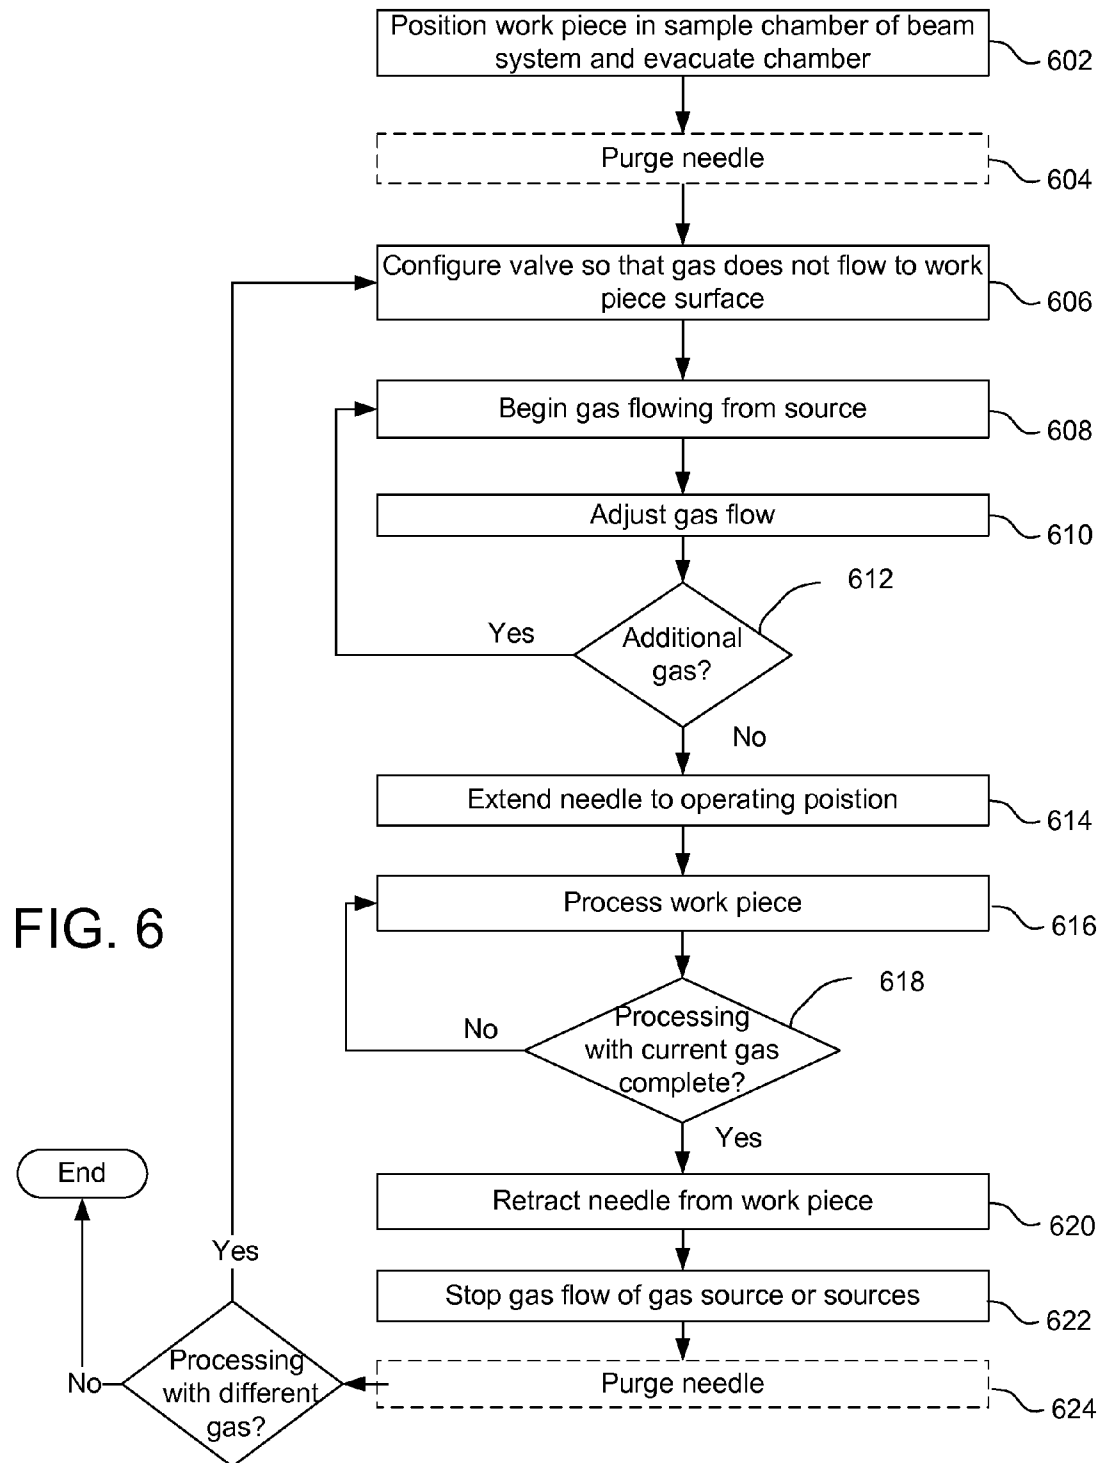 Position work piece in sample chamber of beam
system and evacuate chamber
602
Purge needle
604
Configure valve so that gas does not flow to work
piece surface
606
Begin gas flowing from source
608
Adjust gas flow
610
612
Additional
gas?
Yes
No
Extend needle to operating poistion
614
Process work piece
616
FIG. 6
618
Processing
with current gas
complete?
No
Yes
Retract needle from work piece
620
Stop gas flow of gas source or sources
622
Purge needle
624
Processing
with different
gas?
Yes
No
End